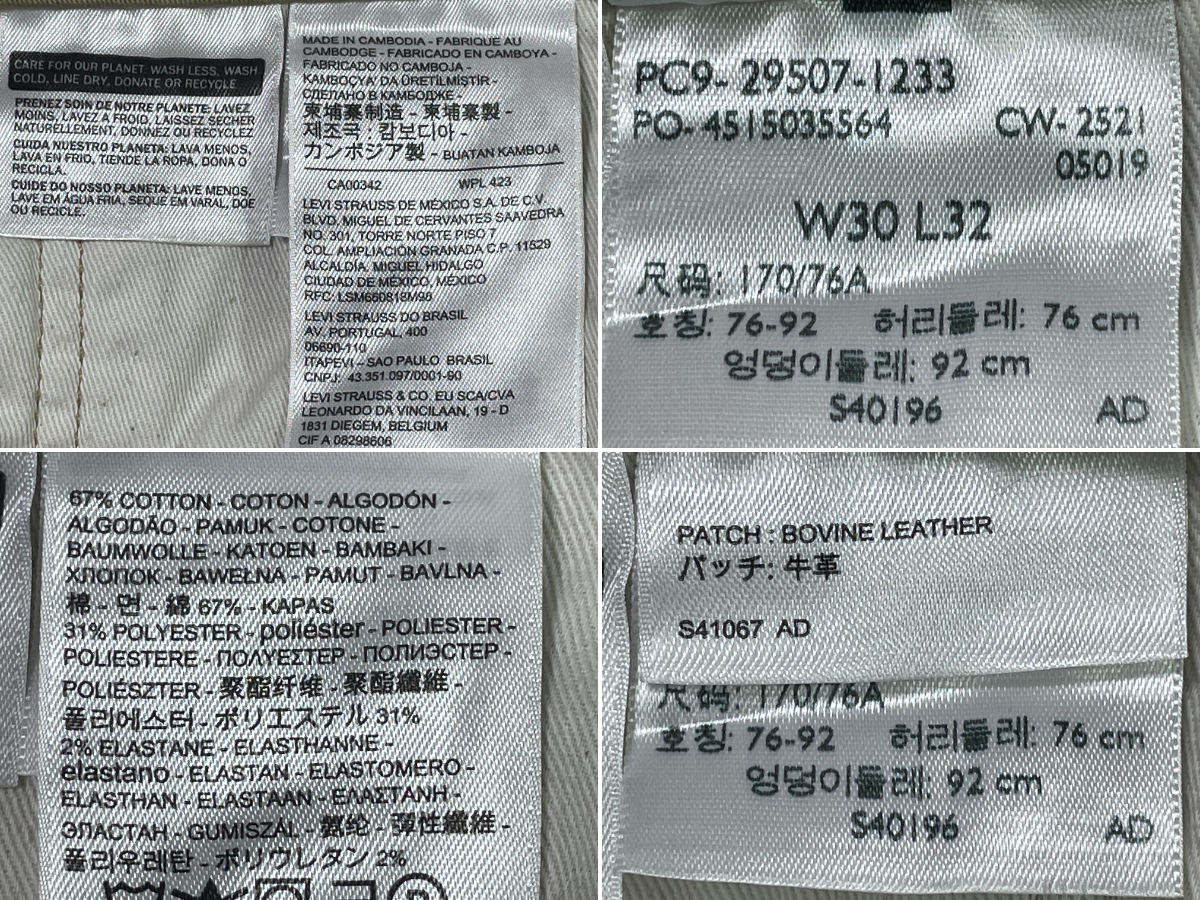 CARE FOR OUR PLANET: WASH LESS, WASH
COLD, LINE DRY, DONATE OR RECYCLE
PRENEZ SOIN DE NOTRE PLANETE: LAVEZ
MOINS, LAVEZ À FROID, LAISSEZ SÉCHER
NATURELLEMENT, DONNEZ OU RECYCLEZ
CUIDA NUESTRO PLANETA: LAVA MENOS,
LAVA EN FRIO, TIENDE LA ROPA, DONA O
RECICLA.
CUIDE DO NOSSO PLANETA: LAVE MENOS,
LAVE EM ÁGUA FRIA, SEQUE EM VARAL, DOE
OU RECICLE.
MADE IN CAMBODIA - FABRIQUE AU
CAMBODGE - FABRICADO EN CAMBOYA -
FABRICADO NO CAMBOJA -
KAMBOÇYA' DA ÜRETİLMİŞTİR -
СДЕЛАНО В КАМБОДЖЕ -
柬埔寨制造 - 柬埔寨製 -
제조국 : 캄보디아 -
カンボジア製 - BUATAN KAMBOJA
CA00342 WPL 423
LEVI STRAUSS DE MÉXICO S.A. DE C.V.
BLVD. MIGUEL DE CERVANTES SAAVEDRA
NO. 301, TORRE NORTE PISO 7
COL. AMPLIACIÓN GRANADA C.P. 11529
ALCALDÍA. MIGUEL HIDALGO
CIUDAD DE MÉXICO, MÉXICO
RFC: LSM660818M98
LEVI STRAUSS DO BRASIL
AV. PORTUGAL, 400
06690-110
ITAPEVI - SAO PAULO BRASIL
CNPJ: 43.351.097/0001-90
LEVI STRAUSS & CO. EU SCA/CVA
LEONARDO DA VINCILAAN, 19 - D
1831 DIEGEM, BELGIUM
CIF A 08298606
PC9- 29507-1233
PO- 4515035564 CW- 2521
05019
W30 L32
尺码: 170/76A
호칭: 76-92 허리둘레: 76 cm
엉덩이둘레: 92 cm
S40196 AD
67% COTTON - COTON - ALGODÓN -
ALGODÃO - PAMUK - COTONE -
BAUMWOLLE - KATOEN - BAMBAKI -
ХЛОПОК - BAWEŁNA - PAMUT - BAVLNA -
棉 - 면 - 綿 67% - KAPAS
31% POLYESTER - poliéster - POLIESTER -
POLIESTERE - ΠΟΛΥΕΣΤΕΡ - ПОЛИЭСТЕР -
POLIÉSZTER - 聚酯纤维 - 聚酯纖維 -
폴리에스터 - ポリエステル 31%
2% ELASTANE - ELASTHANNE -
elastano - ELASTAN - ELASTOMERO -
ELASTHAN - ELASTAAN - ΕΛΑΣΤΑΝΗ -
ЭЛАСТАН - GUMISZÁL - 氨纶 - 彈性纖維 -
폴리우레탄 - ポリウレタン 2%
PATCH : BOVINE LEATHER
パッチ: 牛革
S41067 AD
尺码: 170/76A
호칭: 76-92 허리둘레: 76 cm
엉덩이둘레: 92 cm
S40196 AD